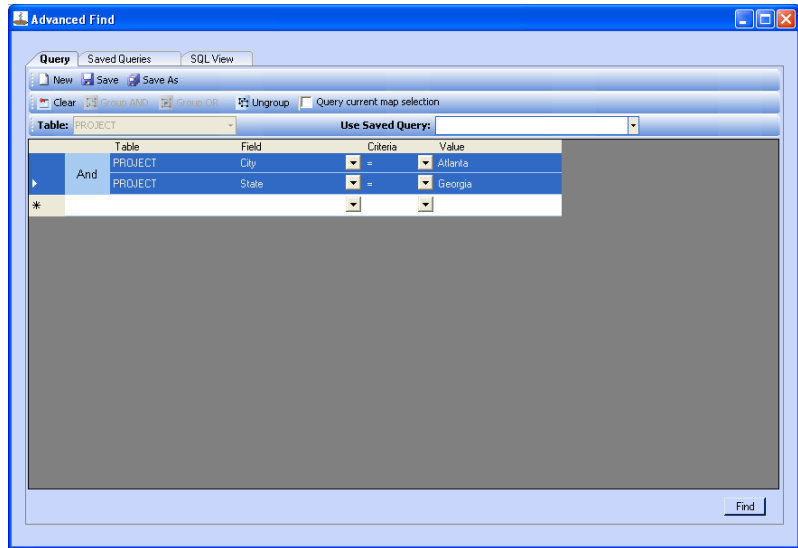 Advanced Find
Query Saved Queries SQL View
New Save Save As
Clear Group AND Group OR Ungroup Query current map selection
Table: PROJECT Use Saved Query:
Table Field Criteria Value
And
PROJECT City = Atlanta
PROJECT State = Georgia
Find